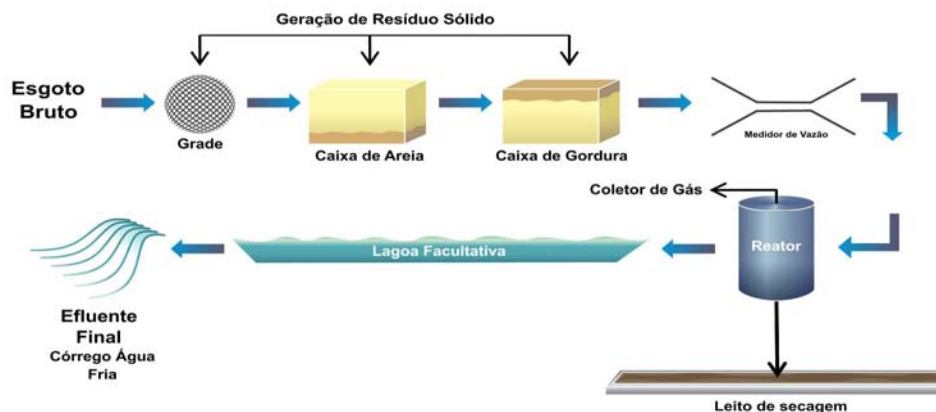 Geração de Resíduo Sólido
Esgoto
Bruto
Grade
Caixa de Areia
Caixa de Gordura
Medidor de Vazão
Coletor de Gás
Reator
Lagoa Facultativa
Efluente
Final
Córrego Água
Fria
Leito de secagem